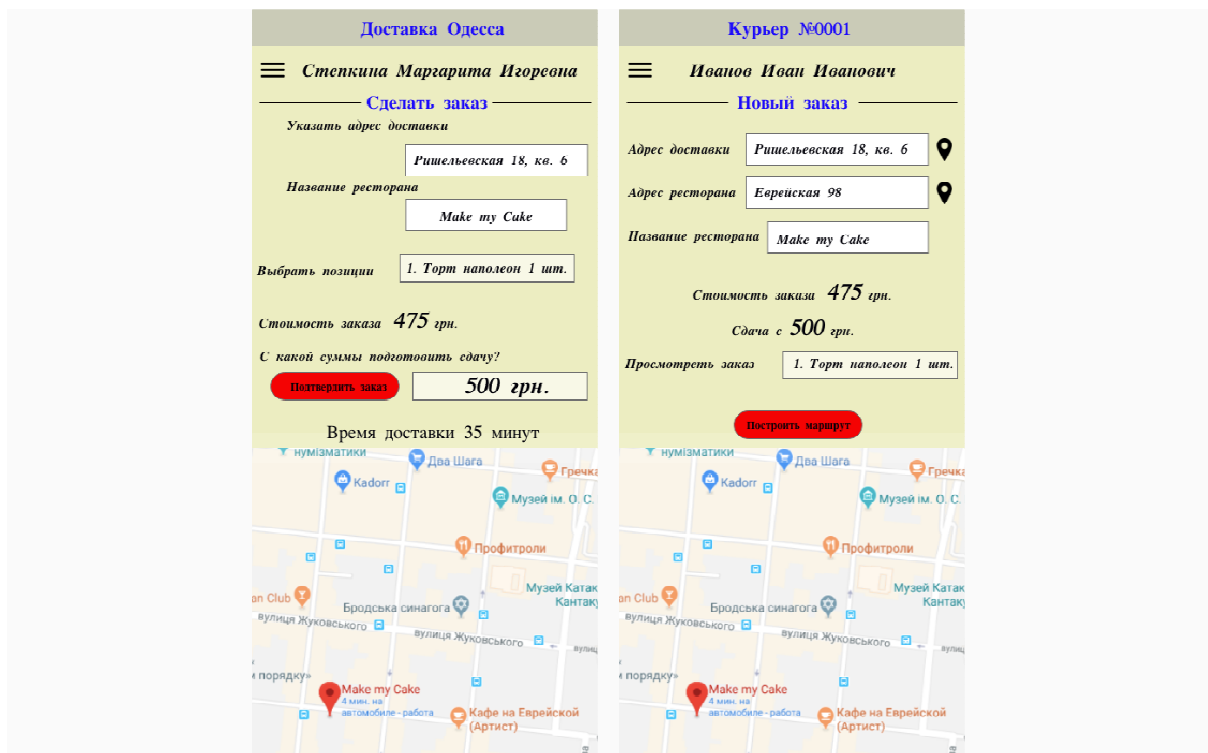 Доставка Одесса
Степкина Маргарита Игоревна
Сделать заказ
Указать адрес доставки
Ришельевская 18, кв. 6
Название ресторана
Make my Cake
Выбрать позиции
1. Торт наполеон 1 шт.
Стоимость заказа 475 грн.
С какой суммы подготовить сдачу?
Подтвердить заказ
500 грн.
Время доставки 35 минут
нумізматики
Два Шага
Гречка
Kadorr
Музей ім. О. С.
Профитроли
Музей Катак
Кантаку
an Club
Бродська синагога
вулиця Жуковського
вулиця Жуковського
вулиц
порядку»
Make my Cake
4 мин. на
автомобиле - работа
Кафе на Еврейской
(Артист)
Курьер №0001
Иванов Иван Иванович
Новый заказ
Адрес доставки
Ришельевская 18, кв. 6
Адрес ресторана
Еврейская 98
Название ресторана
Make my Cake
Стоимость заказа 475 грн.
Сдача с 500 грн.
Просмотреть заказ
1. Торт наполеон 1 шт.
Построить маршрут
нумізматики
Два Шага
Гречка
Kadorr
Музей ім. О. С.
Профитроли
Музей Катак
Кантаку
an Club
Бродська синагога
вулиця Жуковського
вулиця Жуковського
вулиц
порядку»
Make my Cake
4 мин. на
автомобиле - работа
Кафе на Еврейской
(Артист)